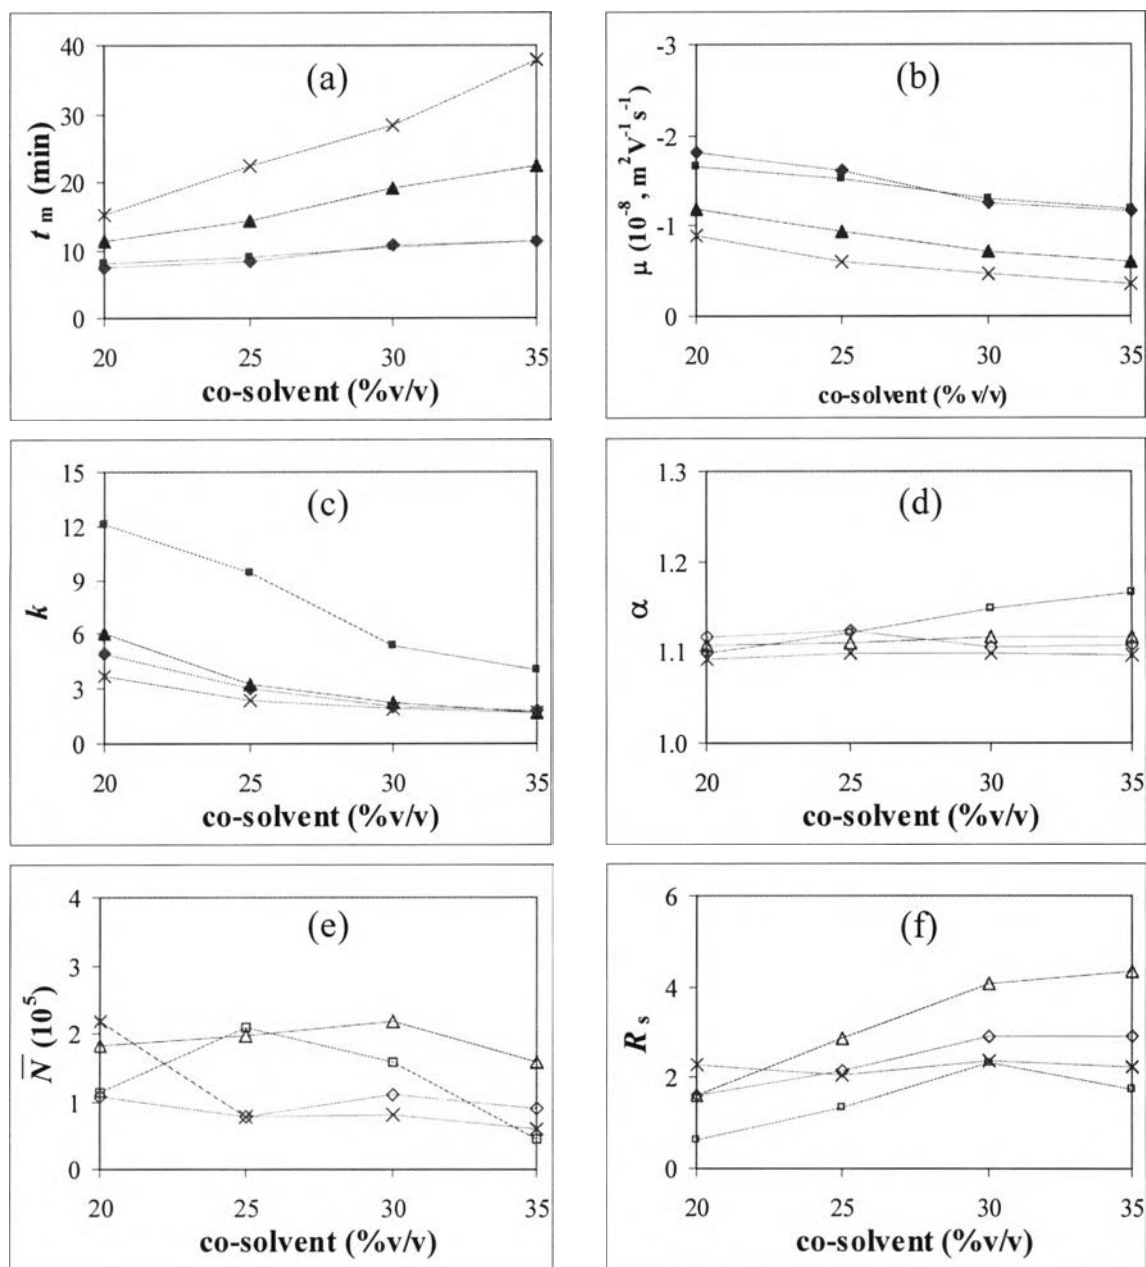 (a)
40
30
20
10
0
t m (min)
20 25 30 35
co-solvent (%v/v)
(b)
-3
-2
-1
0
μ (10⁻⁸, m²V⁻¹s⁻¹)
20 25 30 35
co-solvent (%v/v)
(c)
15
12
9
6
3
0
k
20 25 30 35
co-solvent (%v/v)
(d)
1.3
1.2
1.1
1.0
α
20 25 30 35
co-solvent (%v/v)
(e)
4
3
2
1
0
N̅ (10⁵)
20 25 30 35
co-solvent (%v/v)
(f)
6
4
2
0
R s
20 25 30 35
co-solvent (%v/v)